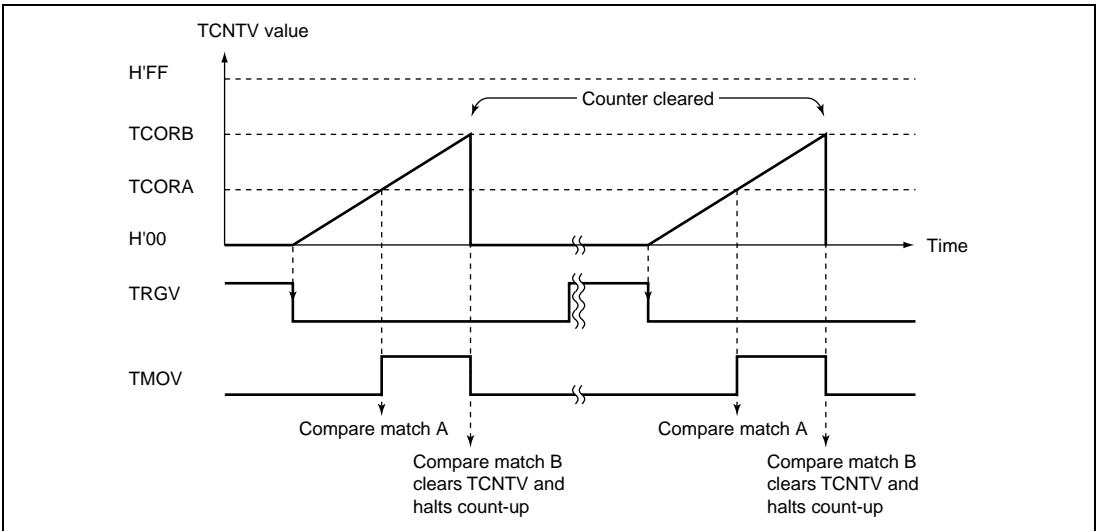 TCNTV value
H'FF
Counter cleared
TCORB
TCORA
H'00
Time
TRGV
TMOV
Compare match A
Compare match A
Compare match B
clears TCNTV and
halts count-up
Compare match B
clears TCNTV and
halts count-up